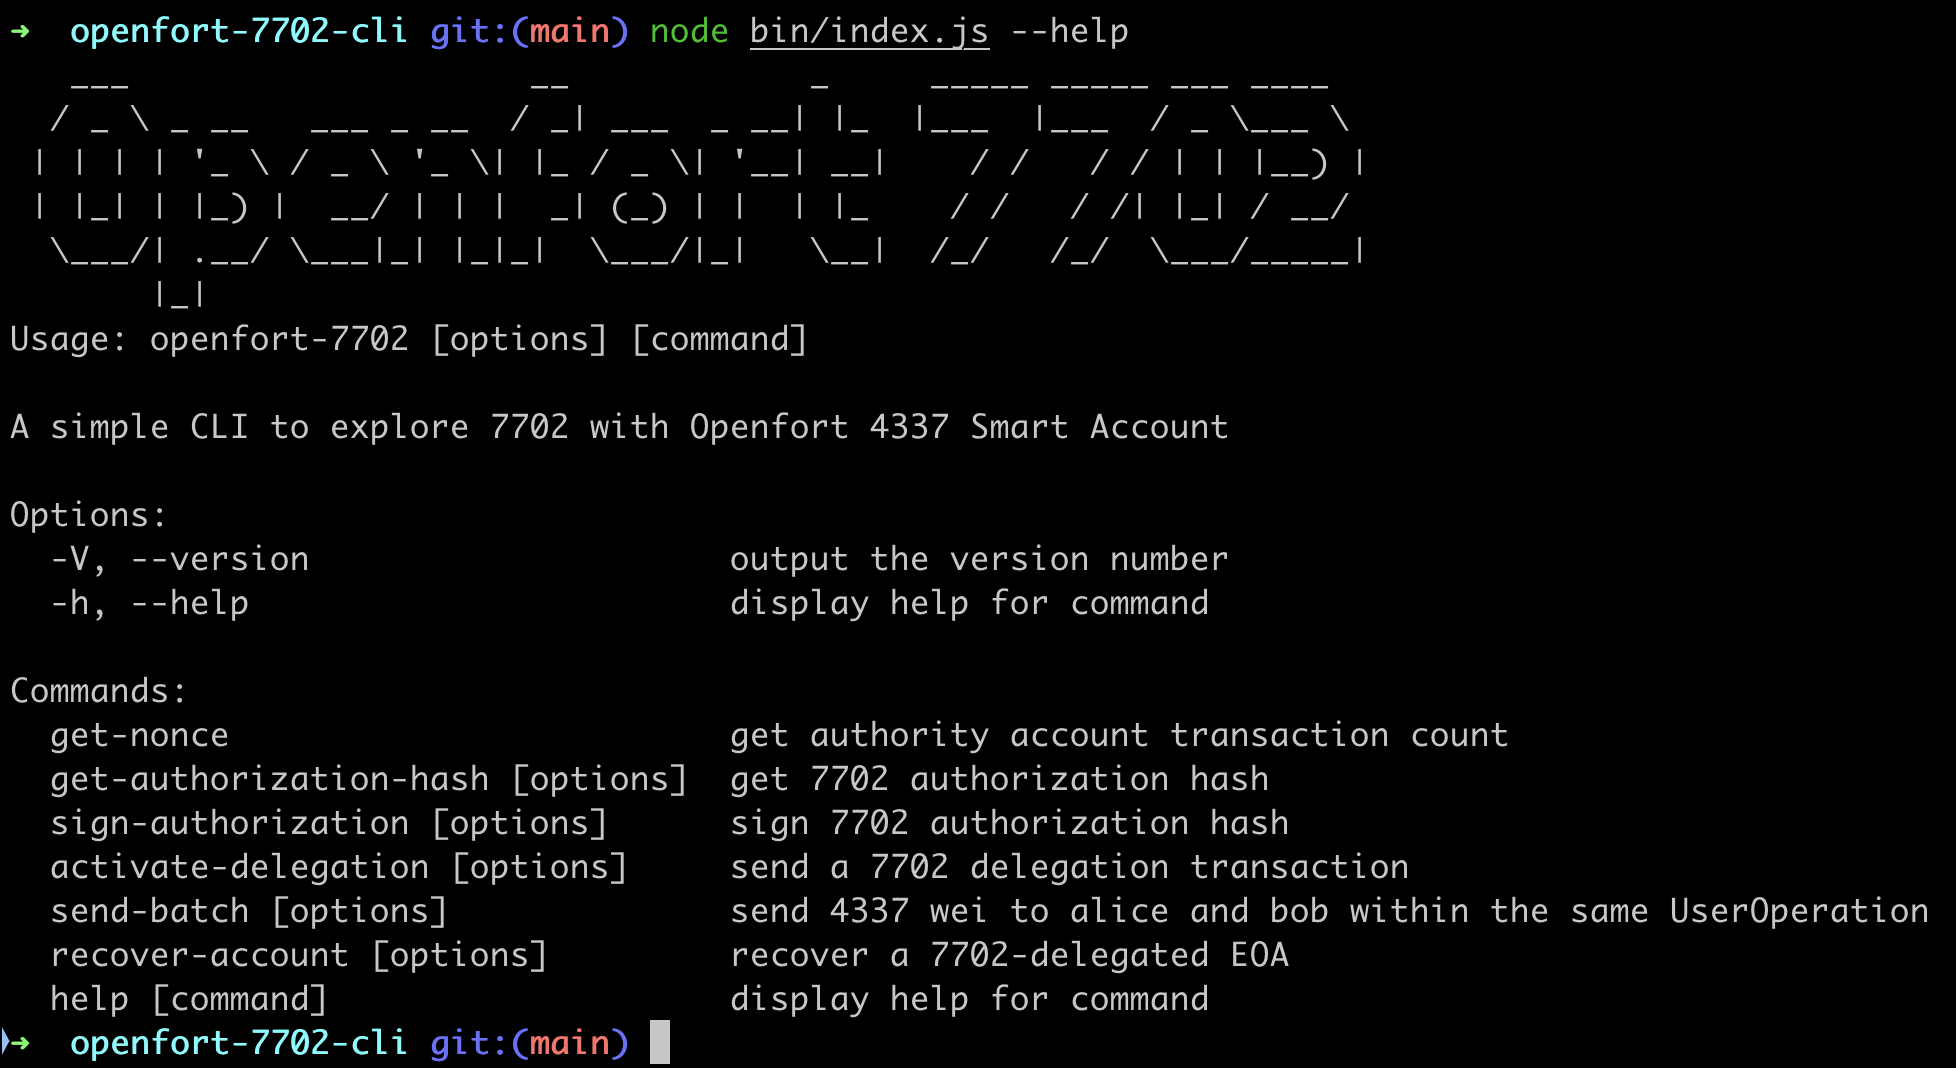 ➜  openfort-7702-cli git:(main) node bin/index.js --help
   ___                    __            _     _____ _____ ___ ____
  / _ \ _ __   ___ _ __  / _| ___  _ __| |_  |___  |___  / _ \___ \
 | | | | '_ \ / _ \ '_ \| |_ / _ \| '__| __|    / /   / / | | |__) |
 | |_| | |_) |  __/ | | |  _| (_) | |  | |_    / /   / /| |_| / __/
  \___/| .__/ \___|_| |_|_|  \___/|_|   \__|  /_/   /_/  \___/_____|
       |_|
Usage: openfort-7702 [options] [command]

A simple CLI to explore 7702 with Openfort 4337 Smart Account

Options:
  -V, --version                     output the version number
  -h, --help                        display help for command

Commands:
  get-nonce                         get authority account transaction count
  get-authorization-hash [options]  get 7702 authorization hash
  sign-authorization [options]      sign 7702 authorization hash
  activate-delegation [options]     send a 7702 delegation transaction
  send-batch [options]              send 4337 wei to alice and bob within the same UserOperation
  recover-account [options]         recover a 7702-delegated EOA
  help [command]                    display help for command
➜  openfort-7702-cli git:(main)